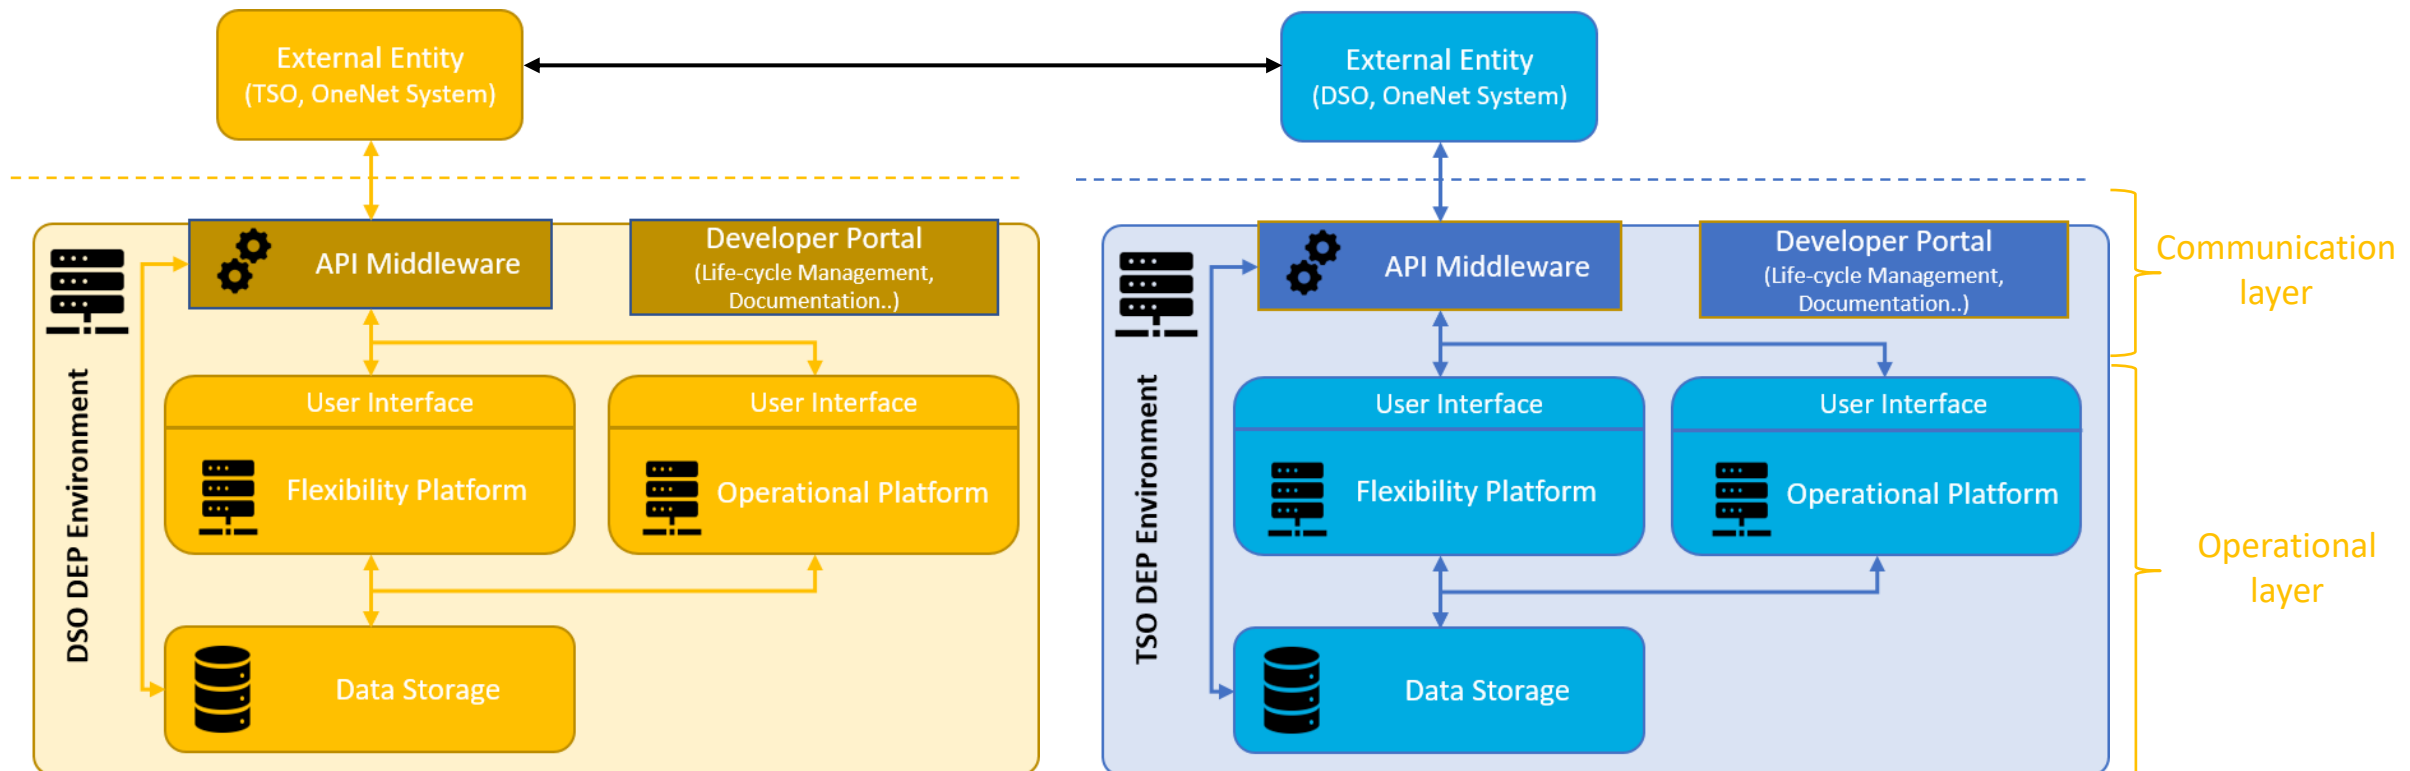 External Entity
(TSO, OneNet System)
API Middleware
Developer Portal
(Life-cycle Management,
Documentation..)
DSO DEP Environment
User Interface
Flexibility Platform
User Interface
Operational Platform
Data Storage
External Entity
(DSO, OneNet System)
API Middleware
Developer Portal
(Life-cycle Management,
Documentation..)
TSO DEP Environment
User Interface
Flexibility Platform
User Interface
Operational Platform
Data Storage
Communication
layer
Operational
layer